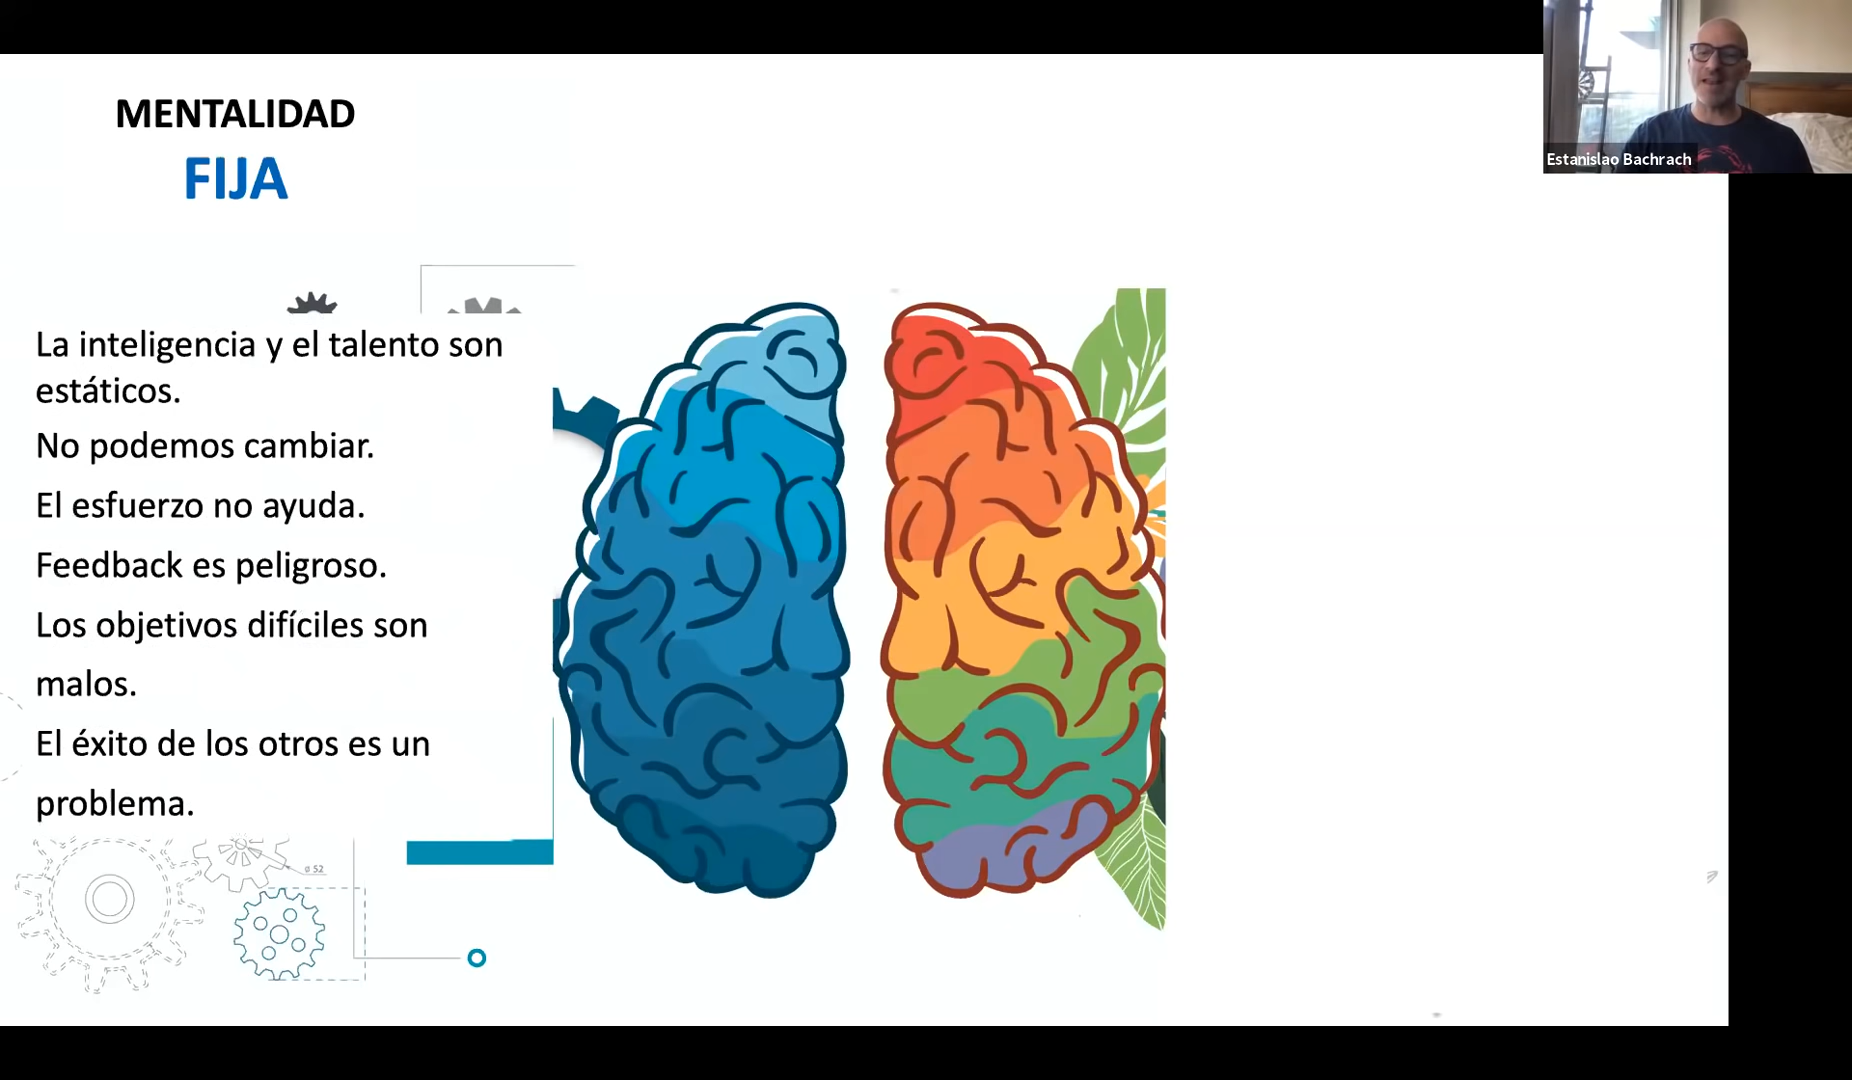 MENTALIDAD
FIJA
Estanislao Bachrach
La inteligencia y el talento son
estáticos.
No podemos cambiar.
El esfuerzo no ayuda.
Feedback es peligroso.
Los objetivos difíciles son
malos.
El éxito de los otros es un
problema.
ø 52